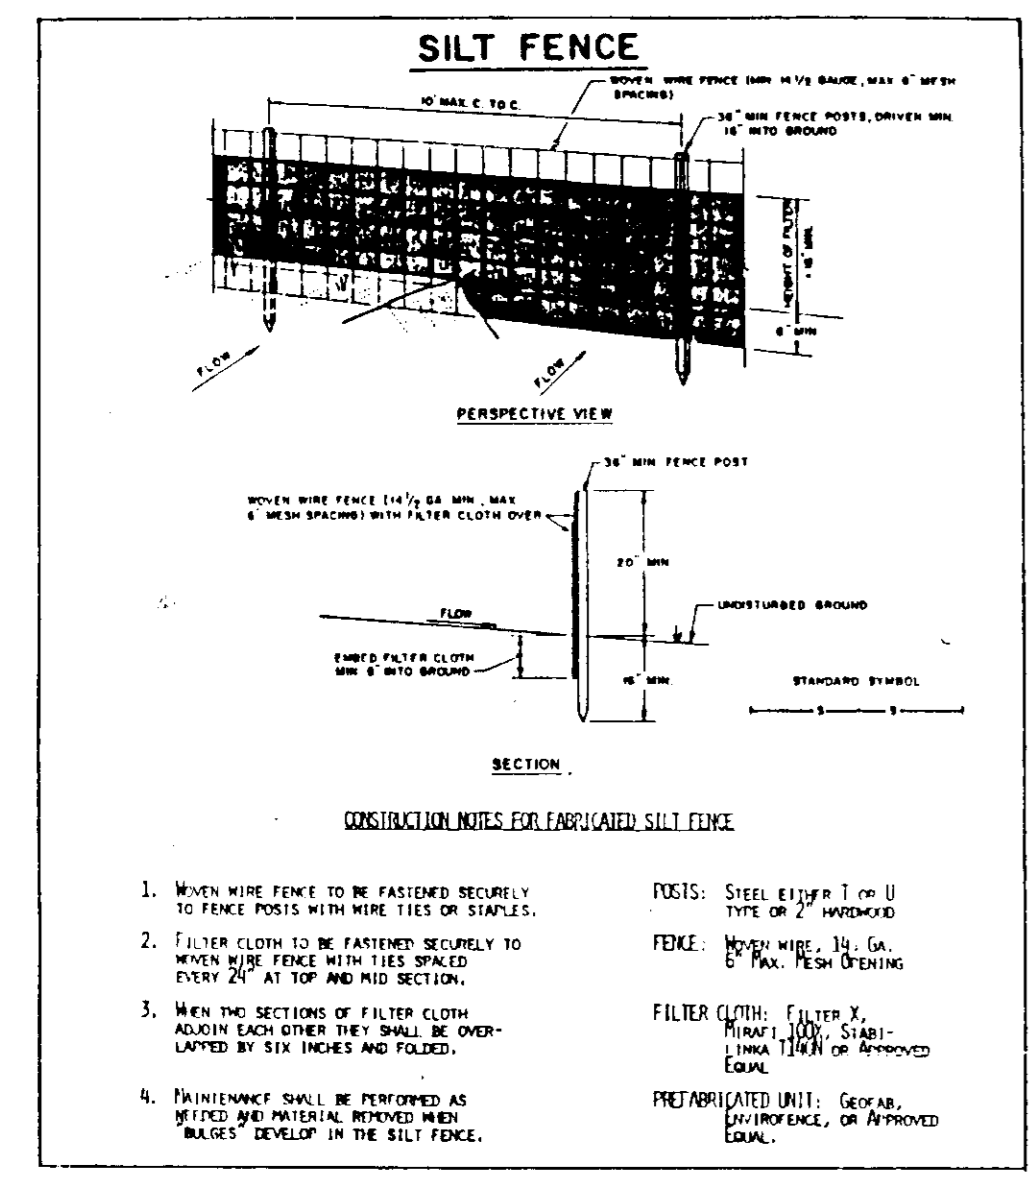 SILT FENCE
WOVEN WIRE FENCE (MIN 14 1/2 GAUGE, MAX 6" MESH
SPACING)
10' MAX. C. TO C.
36" MIN FENCE POSTS, DRIVEN MIN
16" INTO GROUND
HEIGHT OF FILTER
= 16" MIN.
6" MIN
FLOW
FLOW
PERSPECTIVE VIEW
36" MIN FENCE POST
WOVEN WIRE FENCE (14 1/2 GA. MIN., MAX
6" MESH SPACING) WITH FILTER CLOTH OVER
20" MIN
UNDISTURBED GROUND
FLOW
EMBED FILTER CLOTH
MIN 6" INTO GROUND
16" MIN.
STANDARD SYMBOL
S S
SECTION
CONSTRUCTION NOTES FOR FABRICATED SILT FENCE
1. WOVEN WIRE FENCE TO BE FASTENED SECURELY
TO FENCE POSTS WITH WIRE TIES OR STAPLES.
2. FILTER CLOTH TO BE FASTENED SECURELY TO
WOVEN WIRE FENCE WITH TIES SPACED
EVERY 24" AT TOP AND MID SECTION.
3. WHEN TWO SECTIONS OF FILTER CLOTH
ADJOIN EACH OTHER THEY SHALL BE OVER-
LAPPED BY SIX INCHES AND FOLDED.
4. MAINTENANCE SHALL BE PERFORMED AS
NEEDED AND MATERIAL REMOVED WHEN
"BULGES" DEVELOP IN THE SILT FENCE.
POSTS: STEEL EITHER T OR U
TYPE OR 2" HARDWOOD
FENCE: WOVEN WIRE, 14 GA.
6" MAX. MESH OPENING
FILTER CLOTH: FILTER X,
MIRAFI 100X, STABI-
LINKA T140N OR APPROVED
EQUAL
PREFABRICATED UNIT: GEOFAB,
ENVIROFENCE, OR APPROVED
EQUAL.